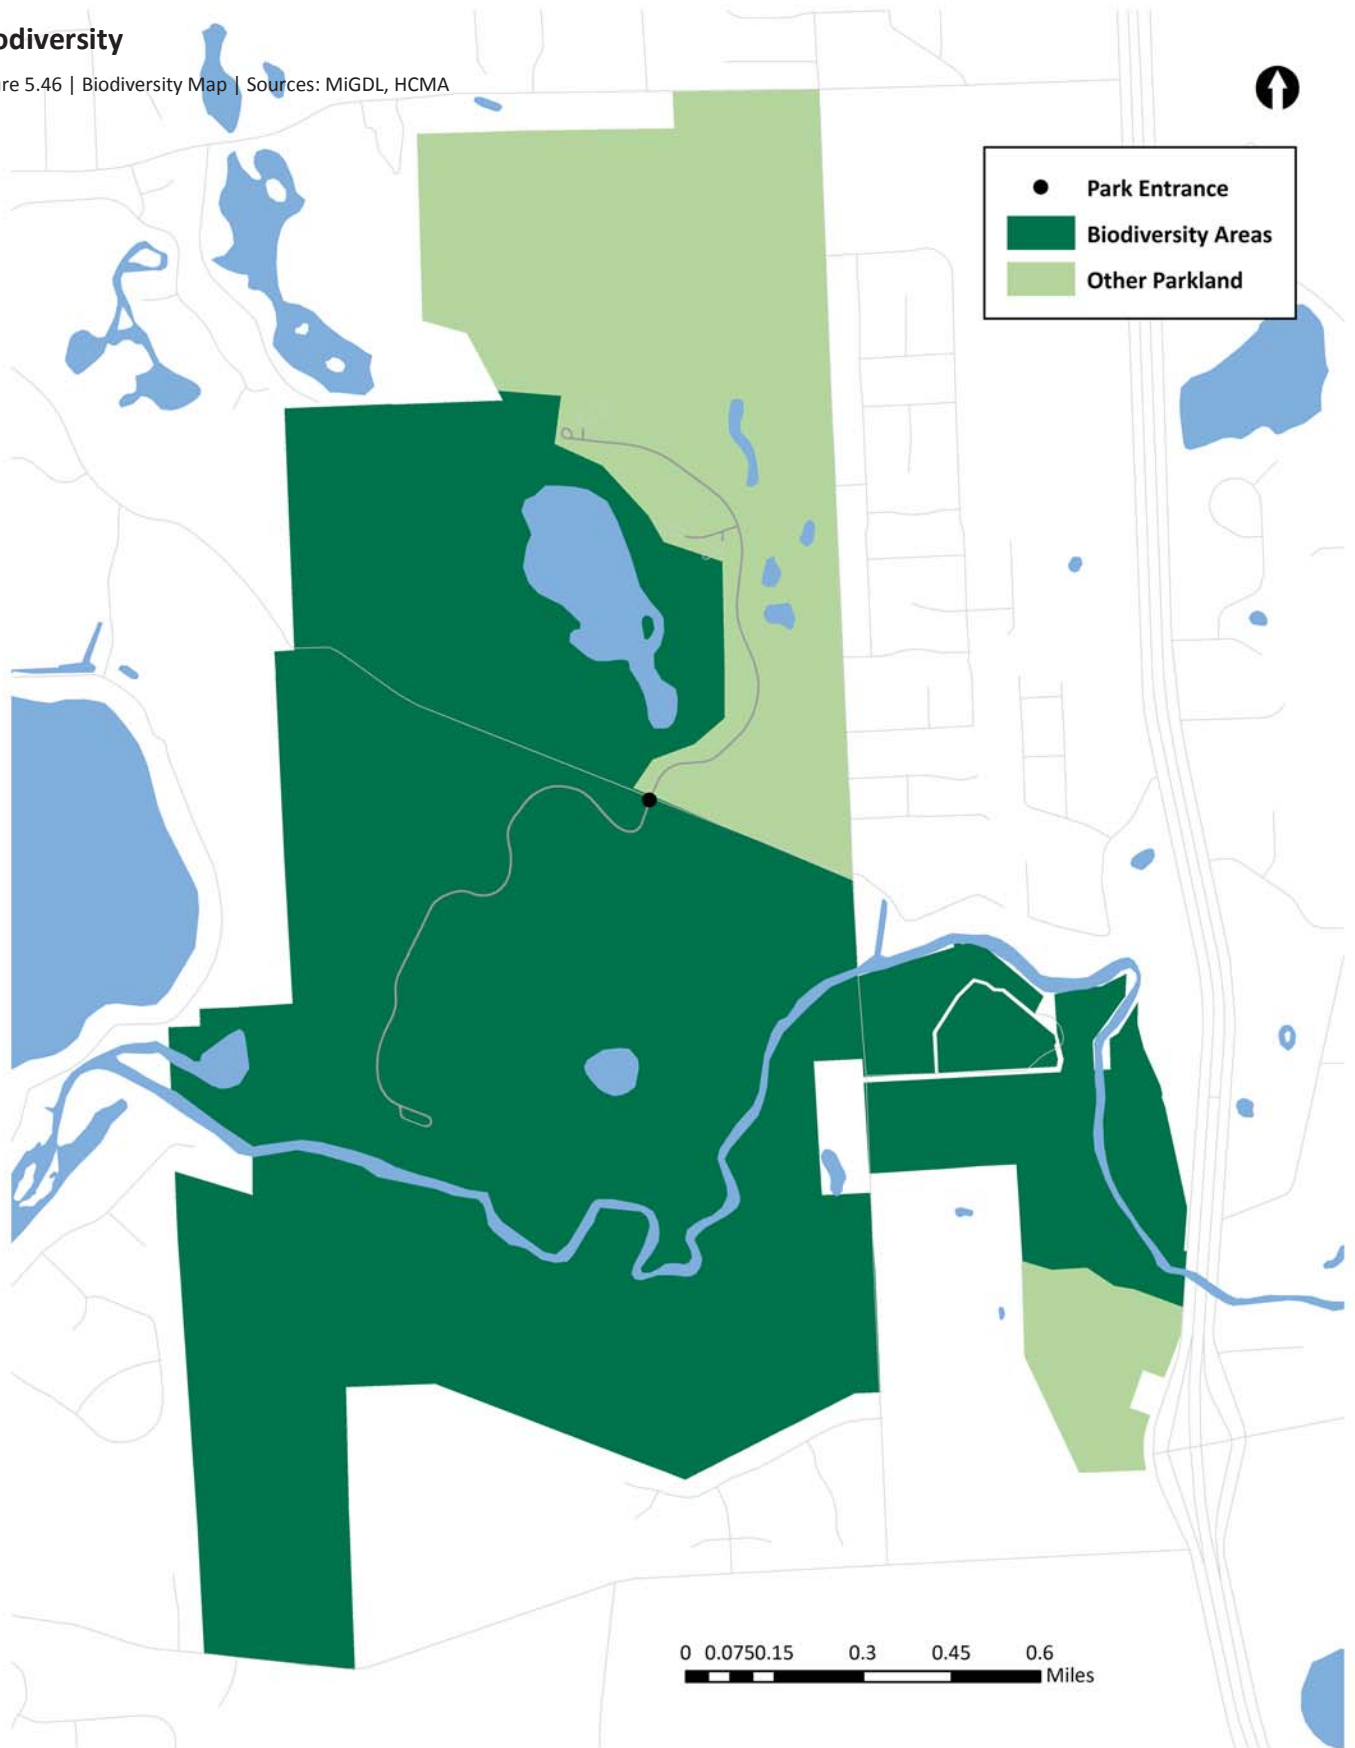 odiversity
re 5.46 | Biodiversity Map | Sources: MiGDL, HCMA
Park Entrance
Biodiversity Areas
Other Parkland
0 0.0750.15 0.3 0.45 0.6
Miles